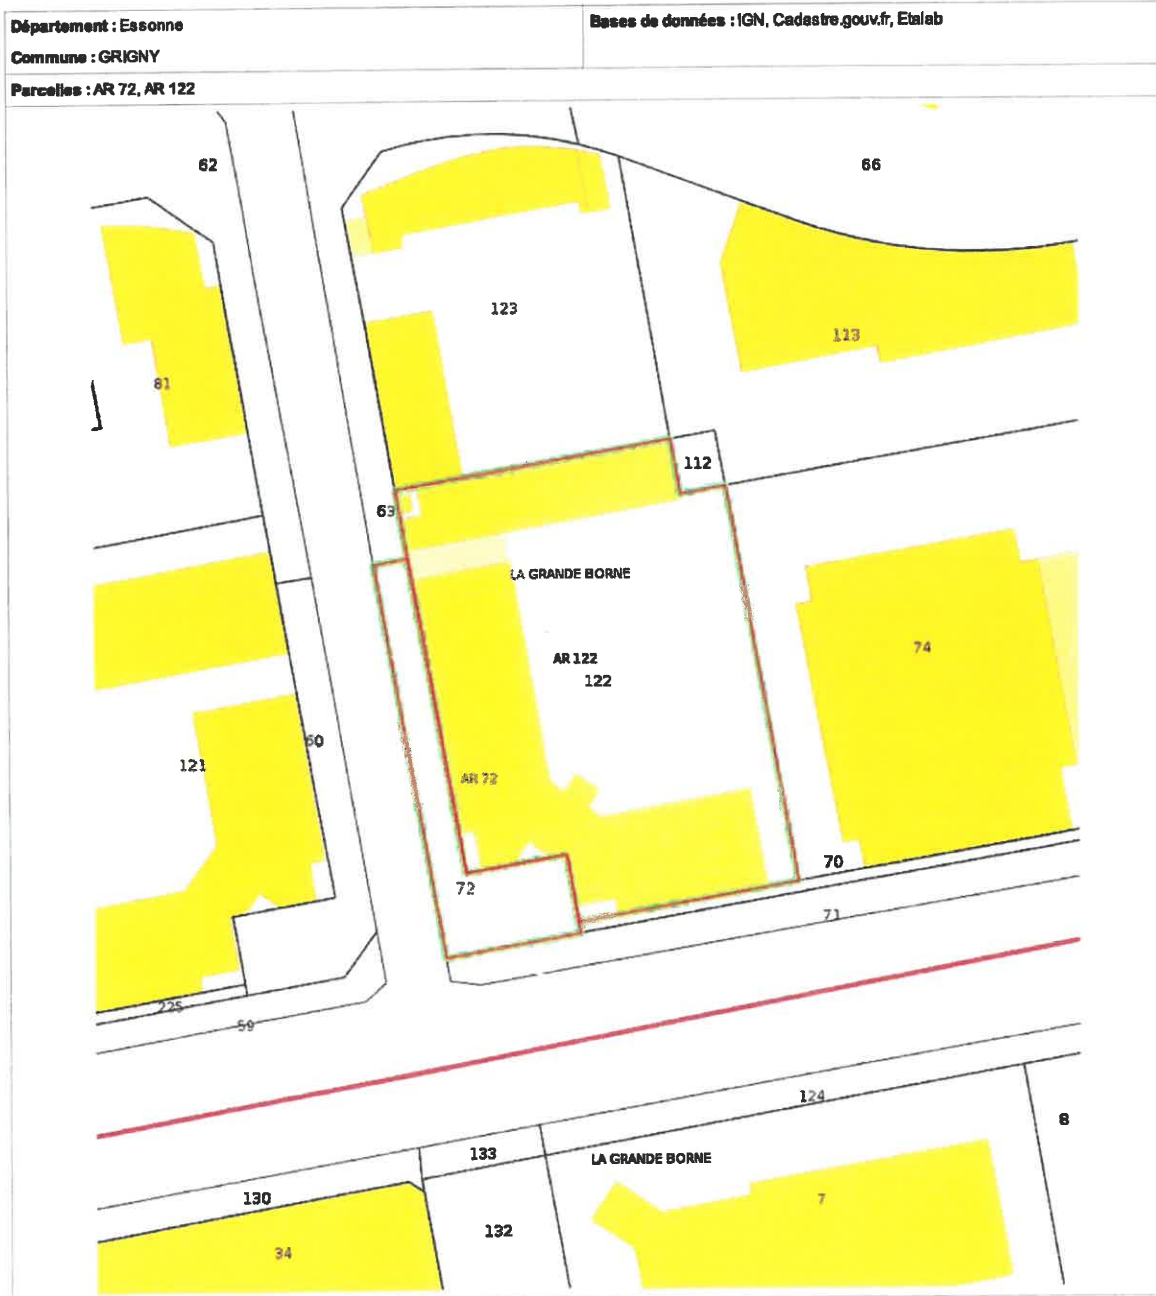 Département : Essonne
Bases de données : IGN, Cadastre.gouv.fr, Etalab
Commune : GRIGNY
Parcelles : AR 72, AR 122
62
66
123
113
81
112
63
LA GRANDE BORNE
AR 122
122
74
60
121
AR 72
70
72
71
225
59
124
8
133
LA GRANDE BORNE
130
7
132
34